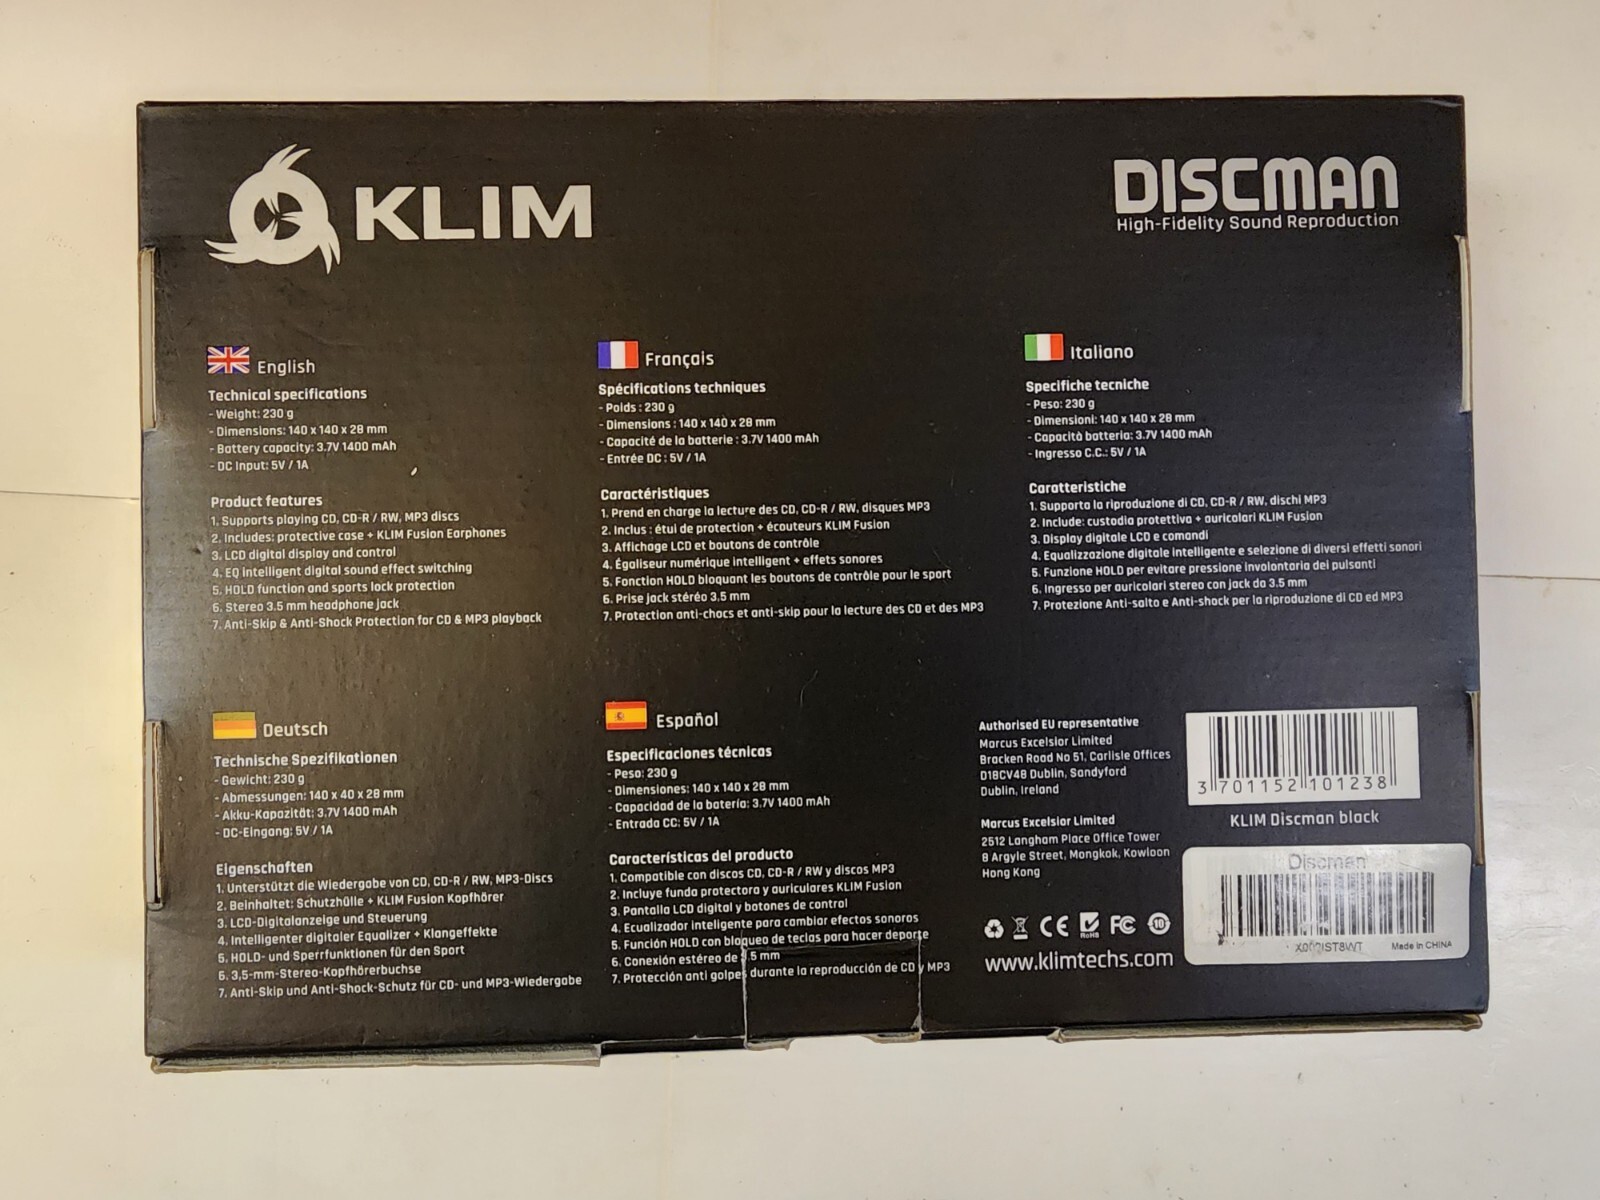 KLIM
DISCMAN
High-Fidelity Sound Reproduction
English
Technical specifications
- Weight: 230 g
- Dimensions: 140 x 140 x 28 mm
- Battery capacity: 3.7V 1400 mAh
- DC Input: 5V / 1A
Product features
1. Supports playing CD, CD-R / RW, MP3 discs
2. Includes: protective case + KLIM Fusion Earphones
3. LCD digital display and control
4. EQ intelligent digital sound effect switching
5. HOLD function and sports lock protection
6. Stereo 3.5 mm headphone jack
7. Anti-Skip & Anti-Shock Protection for CD & MP3 playback
Français
Spécifications techniques
- Poids : 230 g
- Dimensions : 140 x 140 x 28 mm
- Capacité de la batterie : 3.7V 1400 mAh
- Entrée DC : 5V / 1A
Caractéristiques
1. Prend en charge la lecture des CD, CD-R / RW, disques MP3
2. Inclus : étui de protection + écouteurs KLIM Fusion
3. Affichage LCD et boutons de contrôle
4. Égaliseur numérique intelligent + effets sonores
5. Fonction HOLD bloquant les boutons de contrôle pour le sport
6. Prise jack stéréo 3.5 mm
7. Protection anti-chocs et anti-skip pour la lecture des CD et des MP3
Italiano
Specifiche tecniche
- Peso: 230 g
- Dimensioni: 140 x 140 x 28 mm
- Capacità batteria: 3.7V 1400 mAh
- Ingresso C.C.: 5V / 1A
Caratteristiche
1. Supporta la riproduzione di CD, CD-R / RW, dischi MP3
2. Include: custodia protettiva + auricolari KLIM Fusion
3. Display digitale LCD e comandi
4. Equalizzazione digitale intelligente e selezione di diversi effetti sonori
5. Funzione HOLD per evitare pressione involontaria dei pulsanti
6. Ingresso per auricolari stereo con jack da 3.5 mm
7. Protezione Anti-salto e Anti-shock per la riproduzione di CD ed MP3
Deutsch
Technische Spezifikationen
- Gewicht: 230 g
- Abmessungen: 140 x 40 x 28 mm
- Akku-Kapazität: 3.7V 1400 mAh
- DC-Eingang: 5V / 1A
Eigenschaften
1. Unterstützt die Wiedergabe von CD, CD-R / RW, MP3-Discs
2. Beinhaltet: Schutzhülle + KLIM Fusion Kopfhörer
3. LCD-Digitalanzeige und Steuerung
4. Intelligenter digitaler Equalizer + Klangeffekte
5. HOLD- und Sperrfunktionen für den Sport
6. 3,5-mm-Stereo-Kopfhörerbuchse
7. Anti-Skip und Anti-Shock-Schutz für CD- und MP3-Wiedergabe
Español
Especificaciones técnicas
- Peso: 230 g
- Dimensiones: 140 x 140 x 28 mm
- Capacidad de la batería: 3.7V 1400 mAh
- Entrada CC: 5V / 1A
Características del producto
1. Compatible con discos CD, CD-R / RW y discos MP3
2. Incluye funda protectora y auriculares KLIM Fusion
3. Pantalla LCD digital y botones de control
4. Ecualizador inteligente para cambiar efectos sonoros
5. Función HOLD con bloqueo de teclas para hacer deporte
6. Conexión estéreo de 3.5 mm
7. Protección anti golpes durante la reproducción de CD y MP3
Authorised EU representative
Marcus Excelsior Limited
Bracken Road No 51, Carlisle Offices
D18CV48 Dublin, Sandyford
Dublin, Ireland
Marcus Excelsior Limited
2512 Langham Place Office Tower
8 Argyle Street, Mongkok, Kowloon
Hong Kong
CE RoHS FC 10
www.klimtechs.com
3 701152 101238
KLIM Discman black
Discman
Made in CHINA